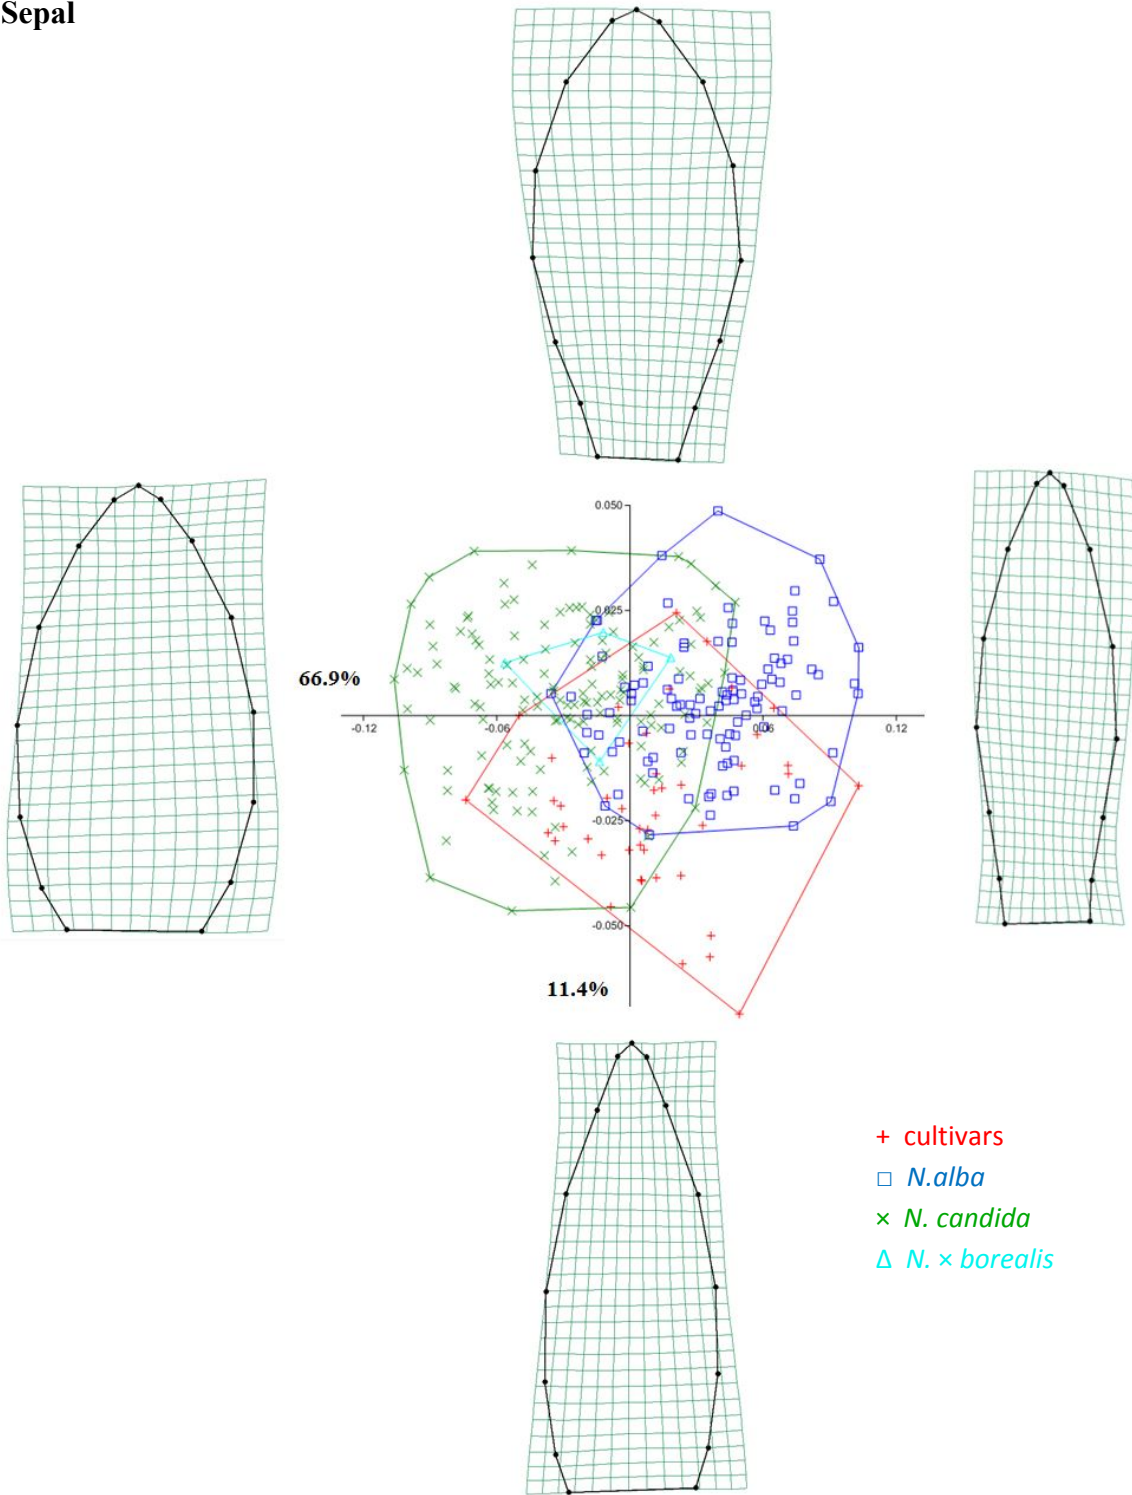 Sepal
0.050
0.025
66.9%
-0.12
-0.06
0.06
0.12
-0.025
-0.050
11.4%
+ cultivars
□ N.alba
× N. candida
Δ N. × borealis